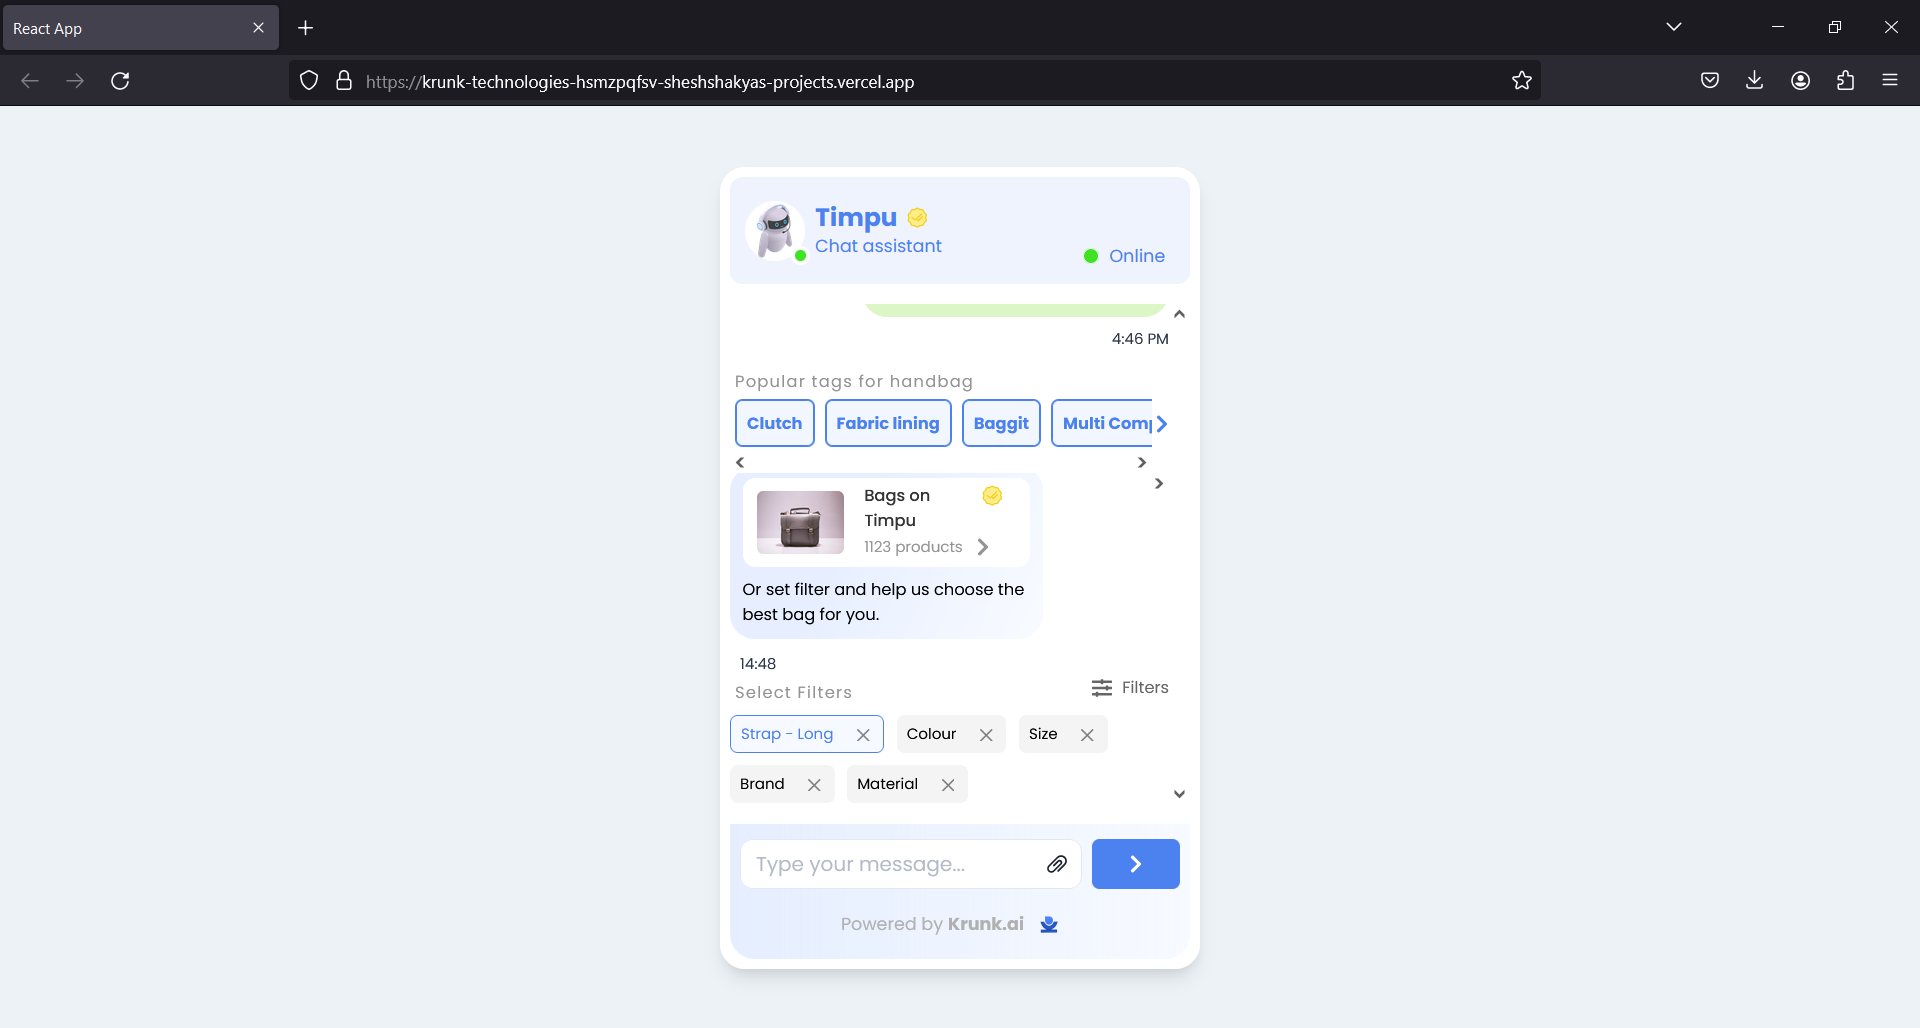 React App
https://krunk-technologies-hsmzpqfsv-sheshshakyas-projects.vercel.app
Timpu
Chat assistant
Online
4:46 PM
Popular tags for handbag
Clutch Fabric lining Baggit Multi Comp
Bags on
Timpu
1123 products
Or set filter and help us choose the
best bag for you.
14:48
Select Filters
Filters
Strap - Long Colour Size
Brand Material
Type your message...
Powered by Krunk.ai